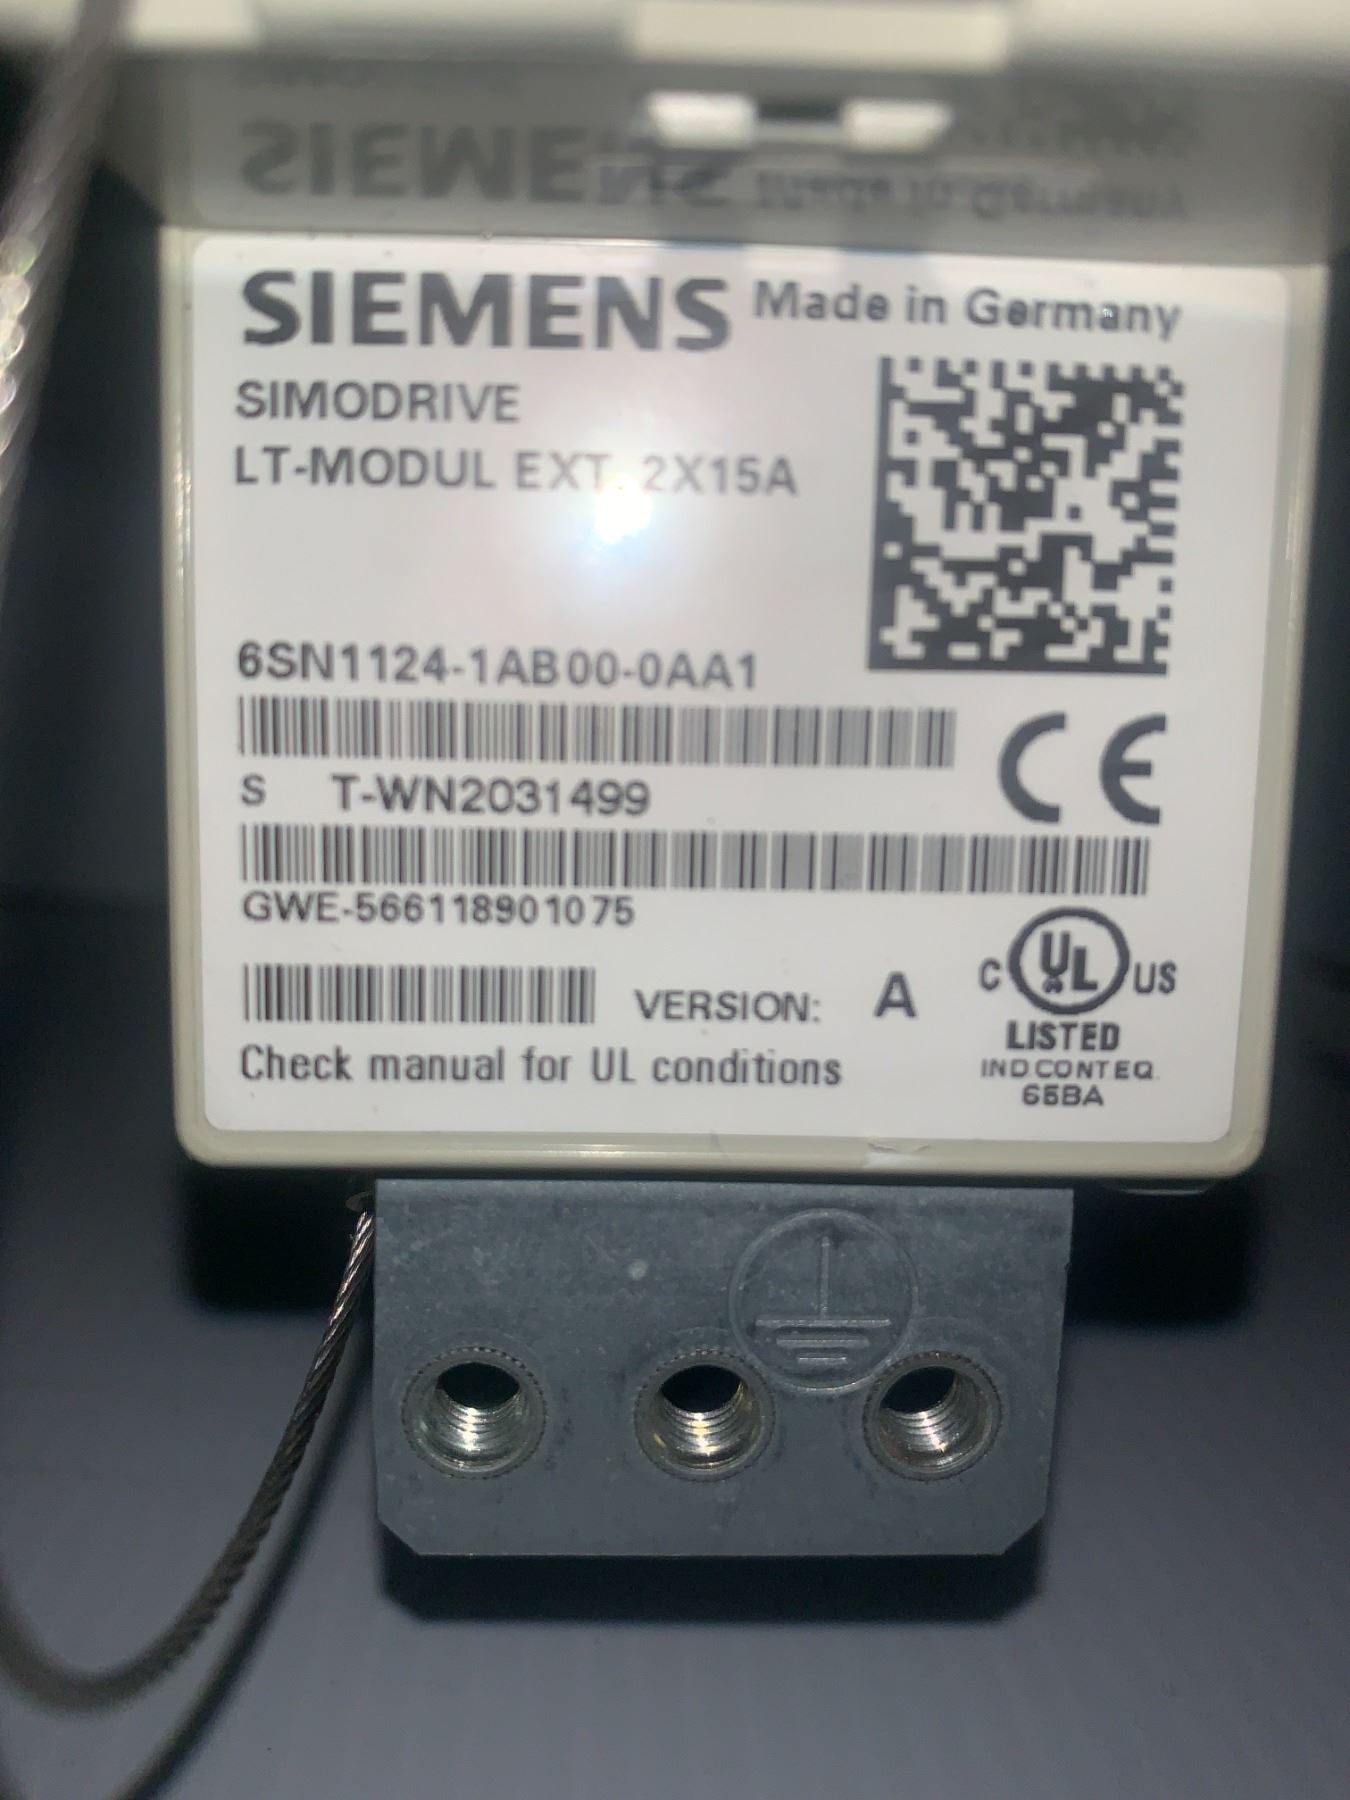 SIEMENS Made in Germany
SIMODRIVE
LT-MODUL EXT. 2X15A
6SN1124-1AB00-0AA1
S T-WN2031499
GWE-566118901075
VERSION: A
Check manual for UL conditions
CE
C UL US
LISTED
IND CONT EQ.
65BA